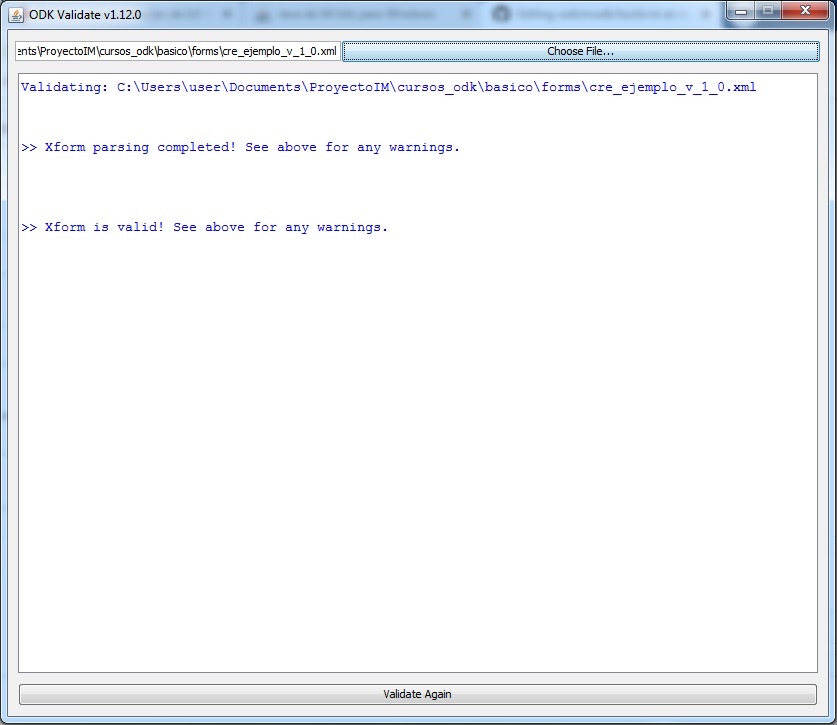 ODK Validate v1.12.0
ents\ProyectoIM\cursos_odk\basico\forms\cre_ejemplo_v_1_0.xml
Choose File...
Validating: C:\Users\user\Documents\ProyectoIM\cursos_odk\basico\forms\cre_ejemplo_v_1_0.xml
>> Xform parsing completed! See above for any warnings.
>> Xform is valid! See above for any warnings.
Validate Again